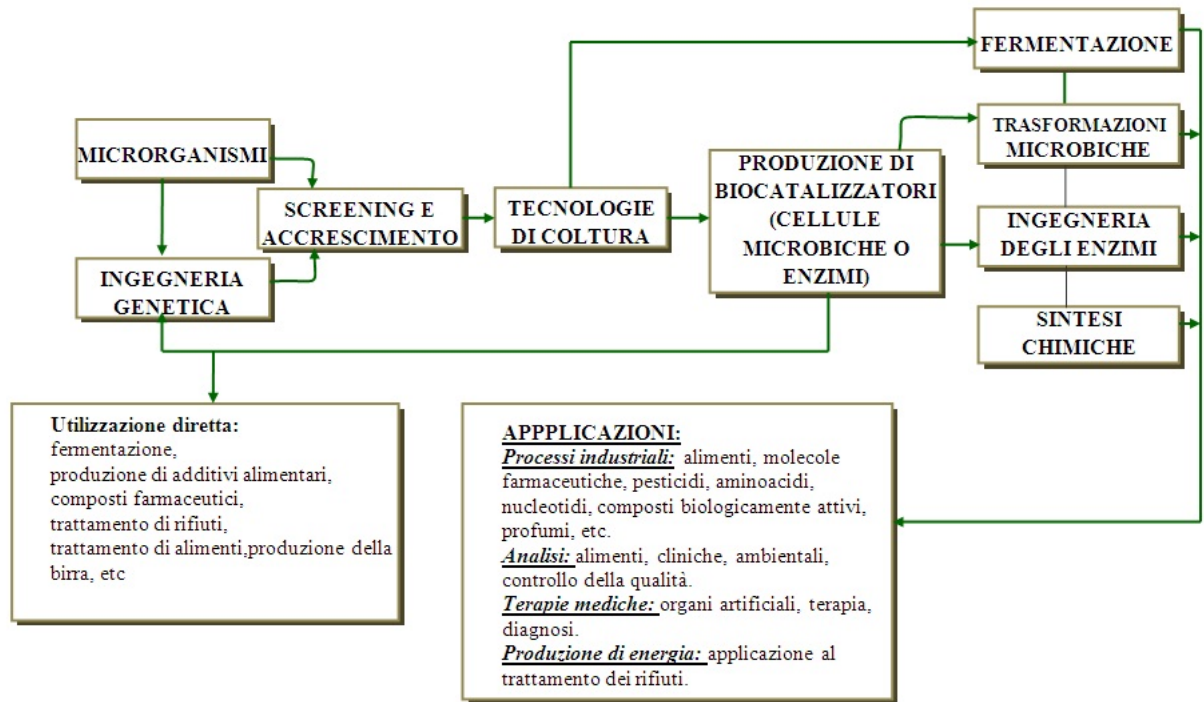 FERMENTAZIONE
MICRORGANISMI
TRASFORMAZIONI
MICROBICHE
SCREENING E
ACCRESCIMENTO
TECNOLOGIE
DI COLTURA
PRODUZIONE DI
BIOCATALIZZATORI
(CELLULE
MICROBICHE O
ENZIMI)
INGEGNERIA
DEGLI ENZIMI
INGEGNERIA
GENETICA
SINTESI
CHIMICHE
Utilizzazione diretta:
fermentazione,
produzione di additivi alimentari,
composti farmaceutici,
trattamento di rifiuti,
trattamento di alimenti,produzione della
birra, etc
APPPLICAZIONI:
Processi industriali: alimenti, molecole
farmaceutiche, pesticidi, aminoacidi,
nucleotidi, composti biologicamente attivi,
profumi, etc.
Analisi: alimenti, cliniche, ambientali,
controllo della qualità.
Terapie mediche: organi artificiali, terapia,
diagnosi.
Produzione di energia: applicazione al
trattamento dei rifiuti.